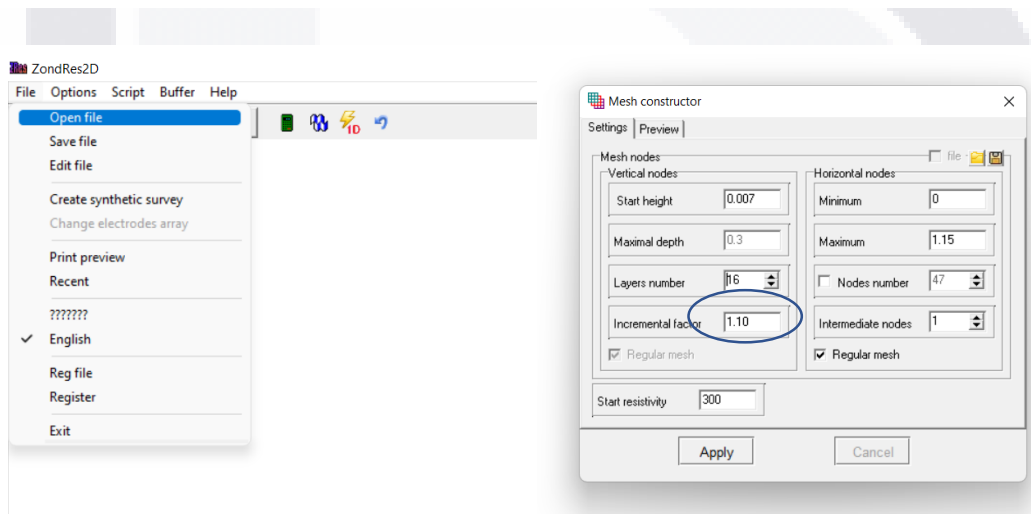 ZondRes2D
File Options Script Buffer Help
Open file
Save file
Edit file
Create synthetic survey
Change electrodes array
Print preview
Recent
???????
English
Reg file
Register
Exit
1D
Mesh constructor
Settings Preview
Mesh nodes
file
Vertical nodes
Start height 0.007
Maximal depth 0.3
Layers number 16
Incremental factor 1.10
Regular mesh
Horizontal nodes
Minimum 0
Maximum 1.15
Nodes number 47
Intermediate nodes 1
Regular mesh
Start resistivity 300
Apply Cancel